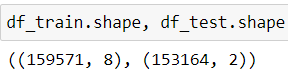 df_train.shape, df_test.shape
((159571, 8), (153164, 2))